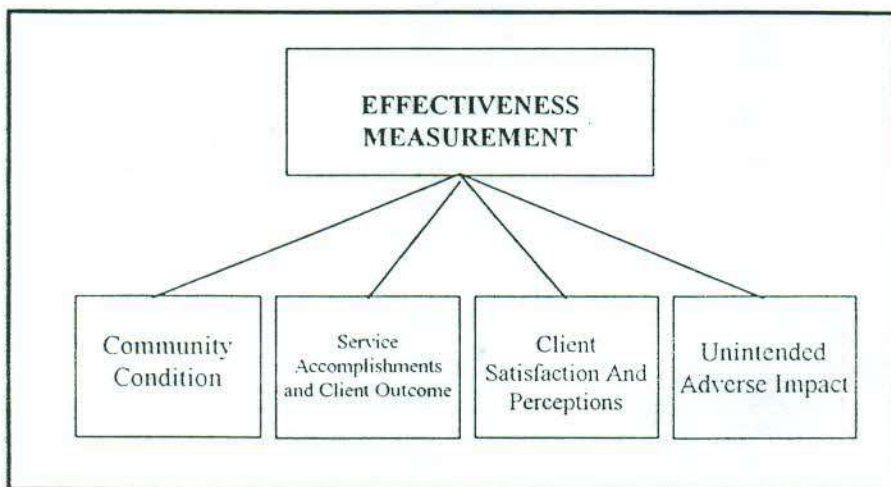 EFFECTIVENESS
MEASUREMENT
Community
Condition
Service
Accomplishments
and Client Outcome
Client
Satisfaction And
Perceptions
Unintended
Adverse Impact